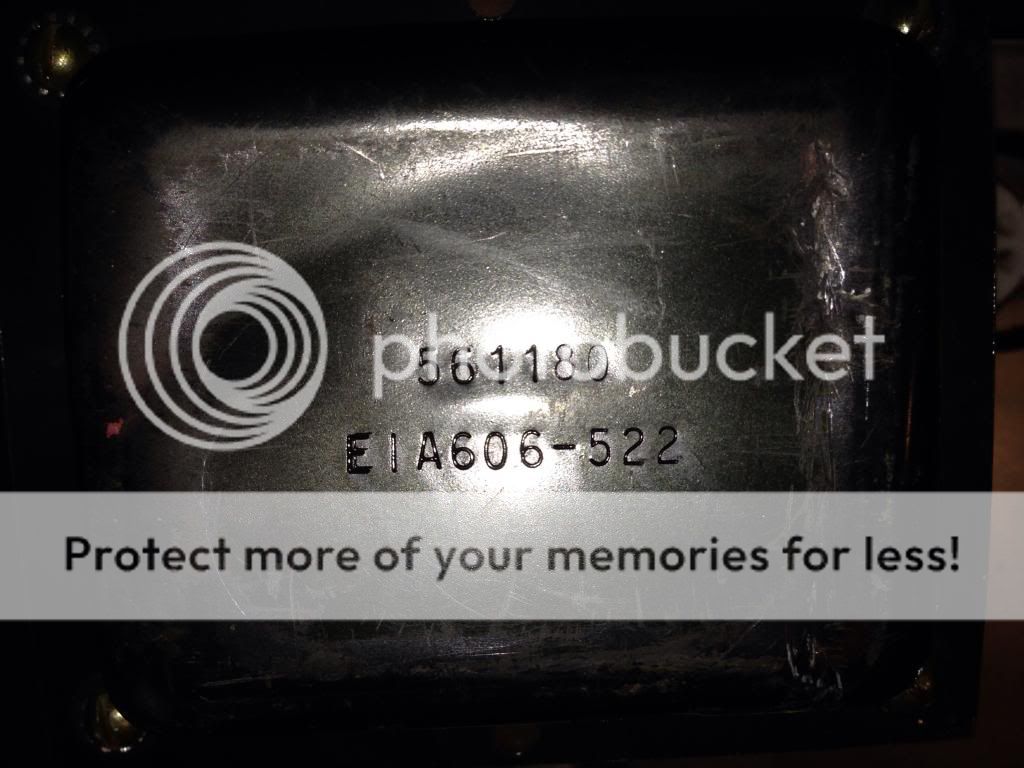 photobucket
561180
EIA606-522
Protect more of your memories for less!